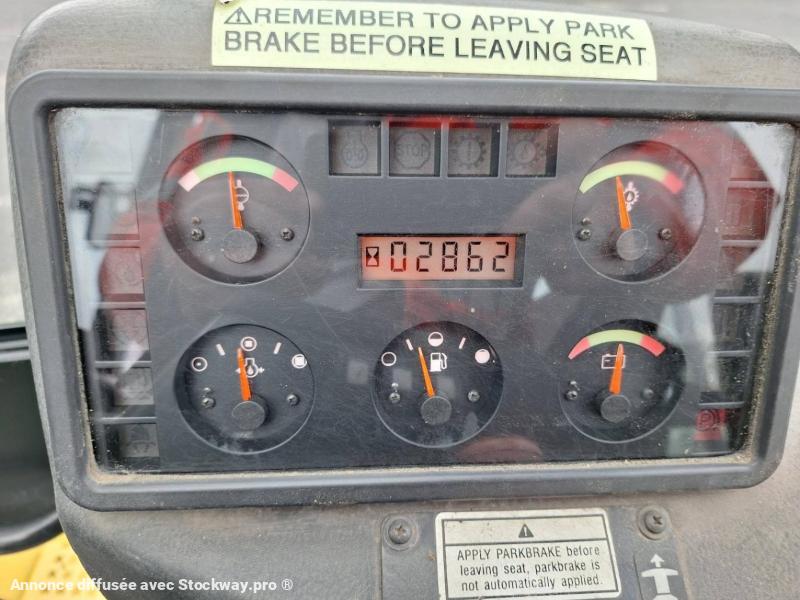 ⚠REMEMBER TO APPLY PARK
BRAKE BEFORE LEAVING SEAT
STOP
02862
APPLY PARKBRAKE before
leaving seat, parkbrake is
not automatically applied.
Annonce diffusée avec Stockway.pro ®